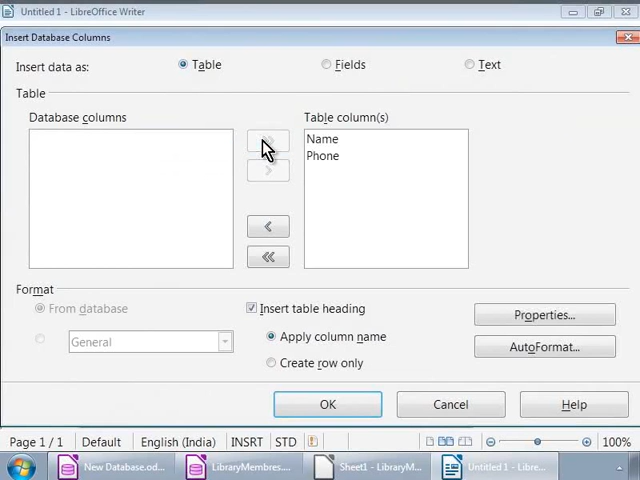 Untitled 1 - LibreOffice Writer
Insert Database Columns
Insert data as:
Table
Fields
Text
Table
Database columns
Table column(s)
Name
Phone
Format
From database
General
Insert table heading
Apply column name
Create row only
Properties...
AutoFormat...
OK
Cancel
Help
Page 1 / 1
Default
English (India)
INSRT
STD
100%
New Database.od...
LibraryMembres....
Sheet1 - LibraryM...
Untitled 1 - Libre...